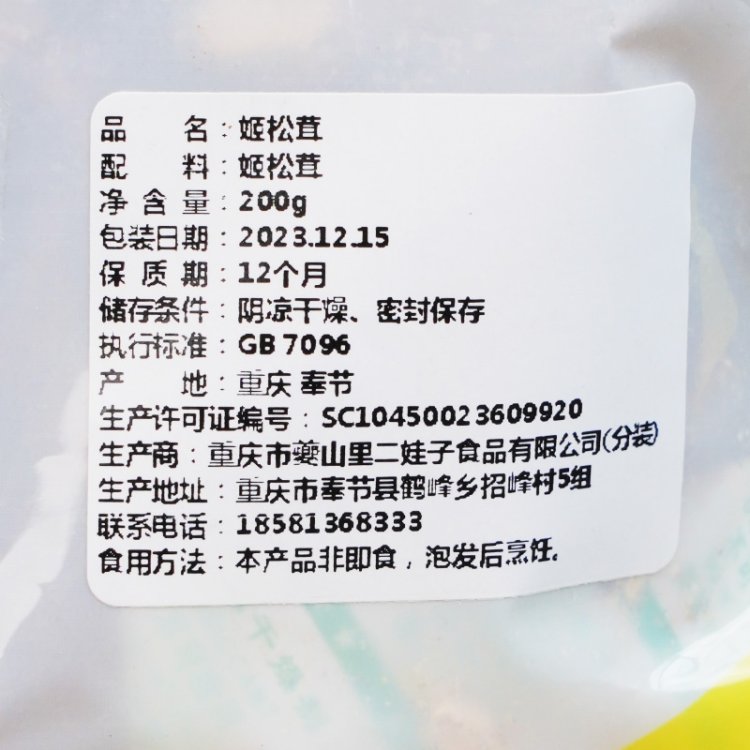 品名：姬松茸
配料：姬松茸
净含量：200g
包装日期：2023.12.15
保质期：12个月
储存条件：阴凉干燥、密封保存
执行标准：GB 7096
产地：重庆 奉节
生产许可证编号：SC10450023609920
生产商：重庆市夔山里二娃子食品有限公司(分装)
生产地址：重庆市奉节县鹤峰乡招峰村5组
联系电话：18581368333
食用方法：本产品非即食，泡发后烹饪。